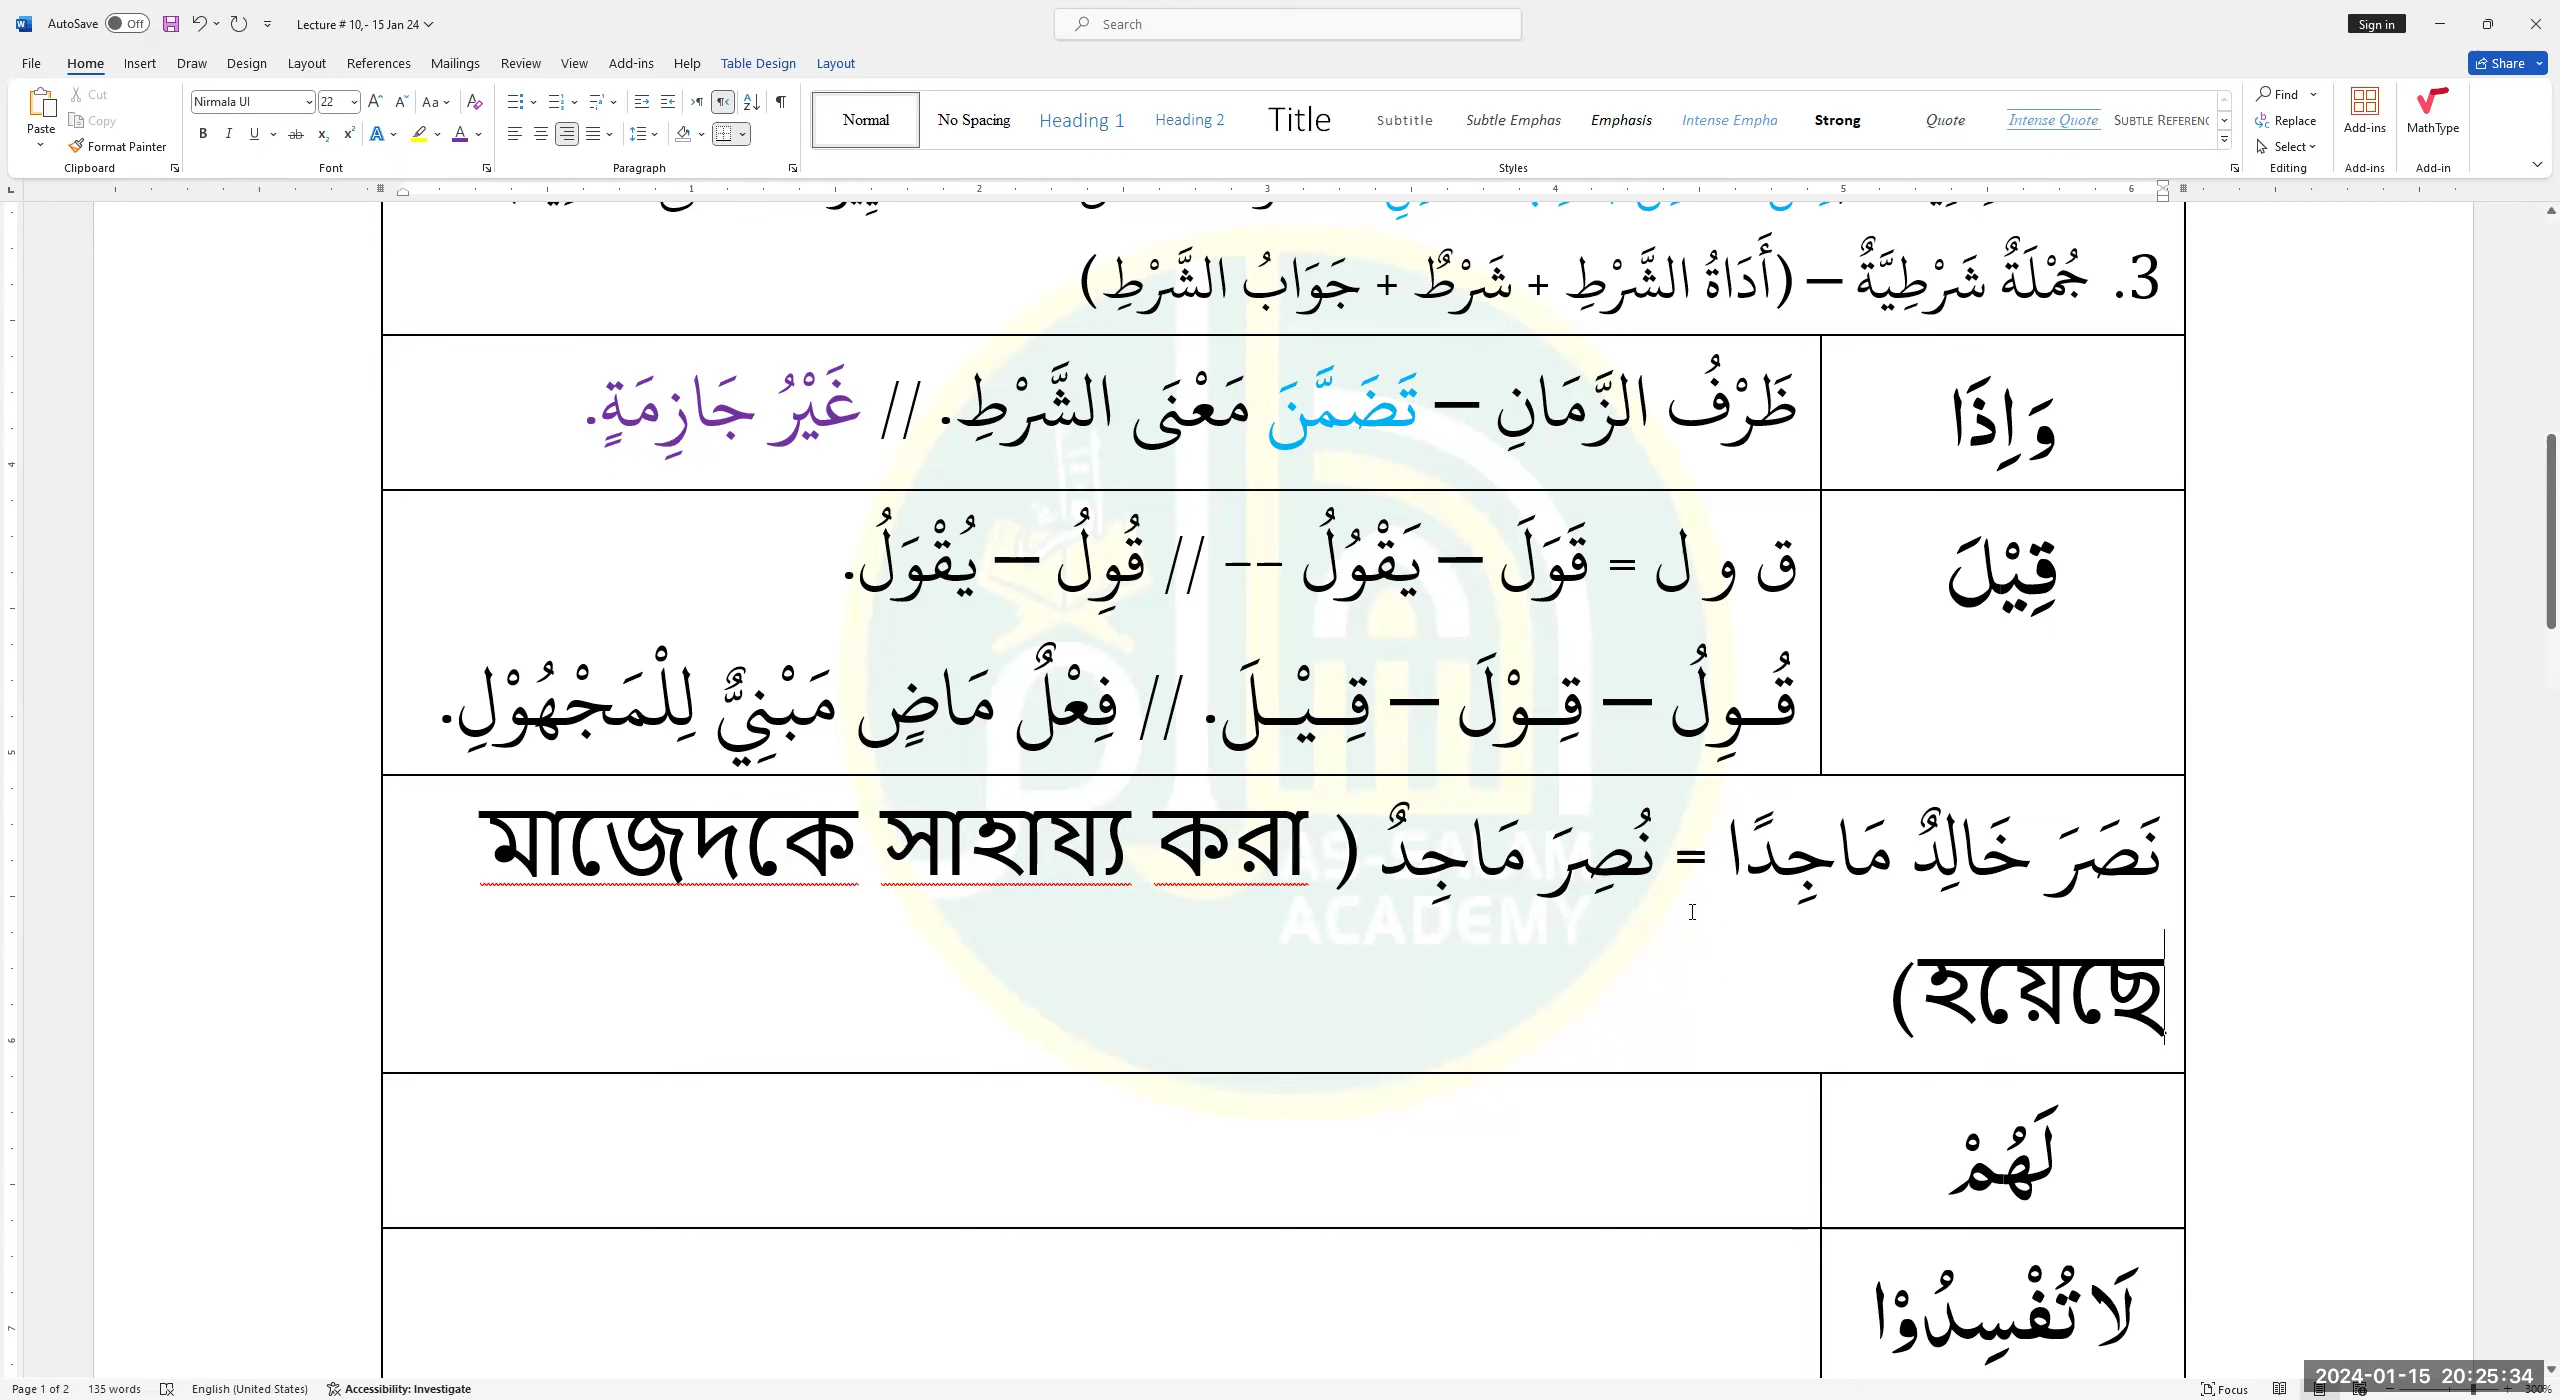 AutoSave Off Lecture # 10,- 15 Jan 24 Search Sign in
File Home Insert Draw Design Layout References Mailings Review View Add-ins Help Table Design Layout Share
Paste Cut Copy Format Painter Clipboard
Nirmala UI 22 Font
Paragraph
Normal No Spacing Heading 1 Heading 2 Title Subtitle Subtle Emphas Emphasis Intense Empha Strong Quote Intense Quote SUBTLE REFERENC
Styles
Find Replace Select Editing
Add-ins Add-ins
MathType Add-in
3. جُمْلَةٌ شَرْطِيَّةٌ – (أَدَاةُ الشَّرْطِ + شَرْطٌ + جَوَابُ الشَّرْطِ)
وَاِذَا
ظَرْفُ الزَّمَانِ – تَضَمَّنَ مَعْنَى الشَّرْطِ. // غَيْرُ جَازِمَةٍ.
قِيْلَ
ق و ل = قَوَلَ – يَقْوُلُ -- // قُوِلُ – يُقْوَلُ.
قُـوِلُ – قِـوْلَ – قِـيْـلَ. // فِعْلٌ مَاضٍ مَبْنِيٌّ لِلْمَجْهُوْلِ.
نَصَرَ خَالِدٌ مَاجِدًا = نُصِرَ مَاجِدٌ ( মাজেদকে সাহায্য করা
হয়েছে)
لَهُمْ
لَا تُفْسِدُوْا
AS-SALAM
ACADEMY
Page 1 of 2 135 words English (United States) Accessibility: Investigate Focus 300%
2024-01-15 20:25:34